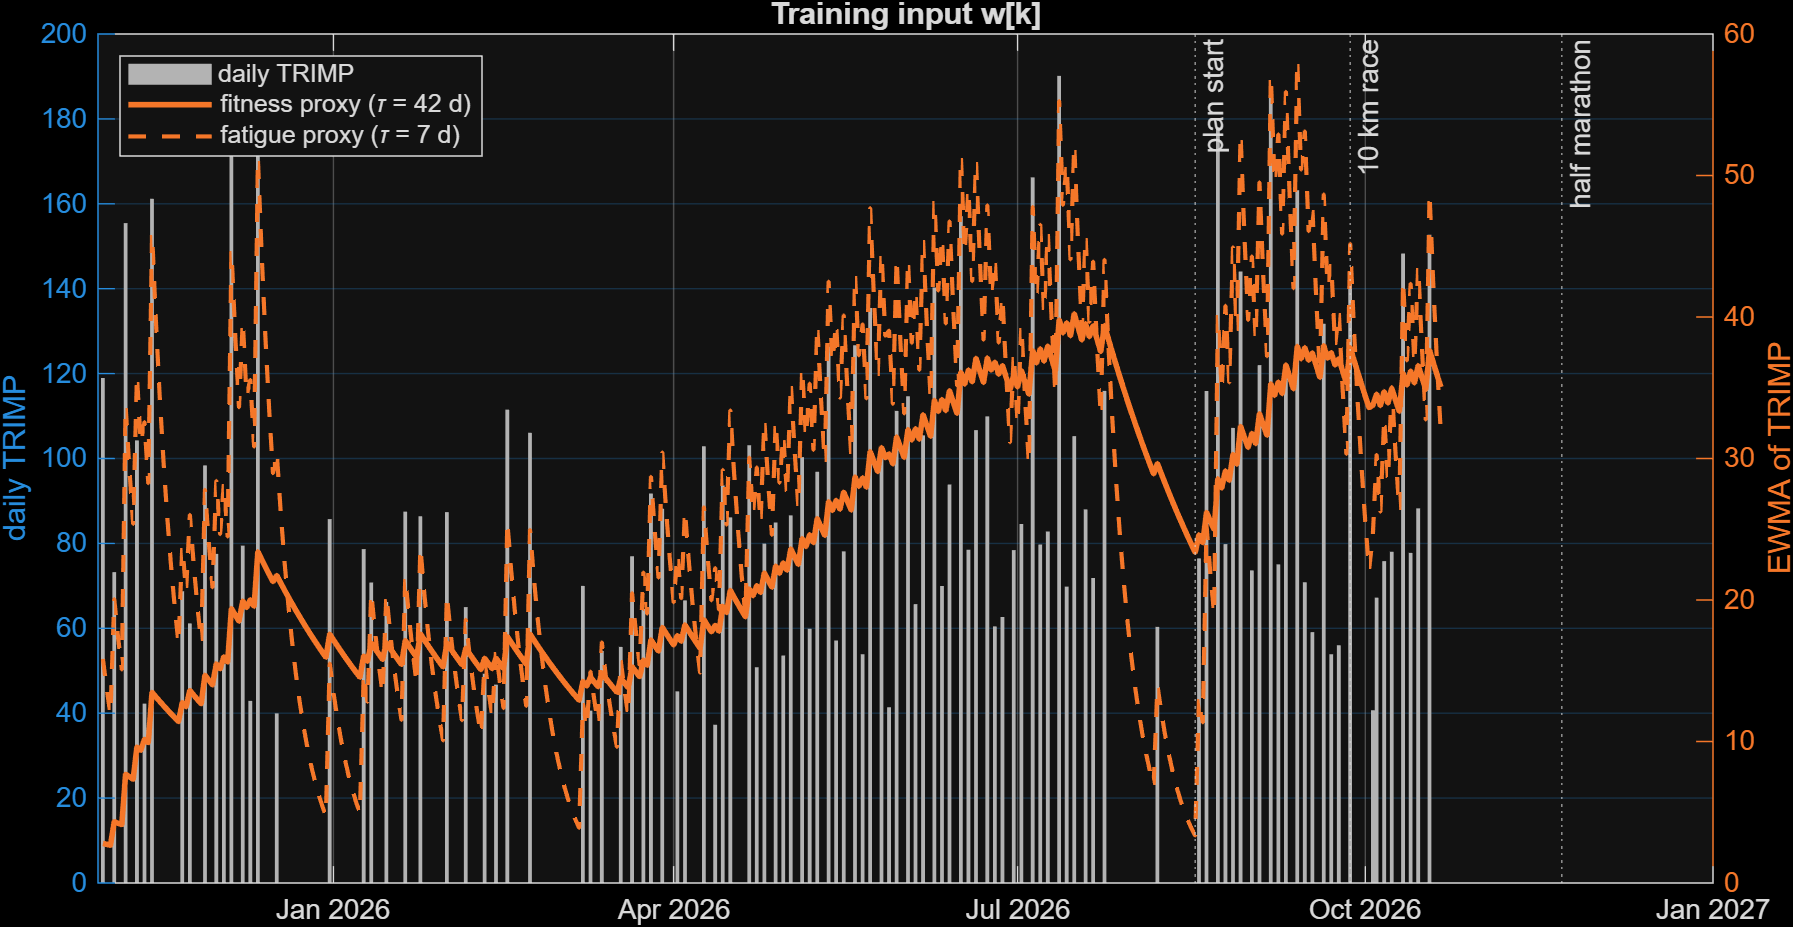 Training input w[k]
200
180
160
140
120
100
80
60
40
20
0
daily TRIMP
daily TRIMP
fitness proxy (τ = 42 d)
fatigue proxy (τ = 7 d)
plan start
10 km race
half marathon
60
50
40
30
20
10
0
EWMA of TRIMP
Jan 2026
Apr 2026
Jul 2026
Oct 2026
Jan 2027